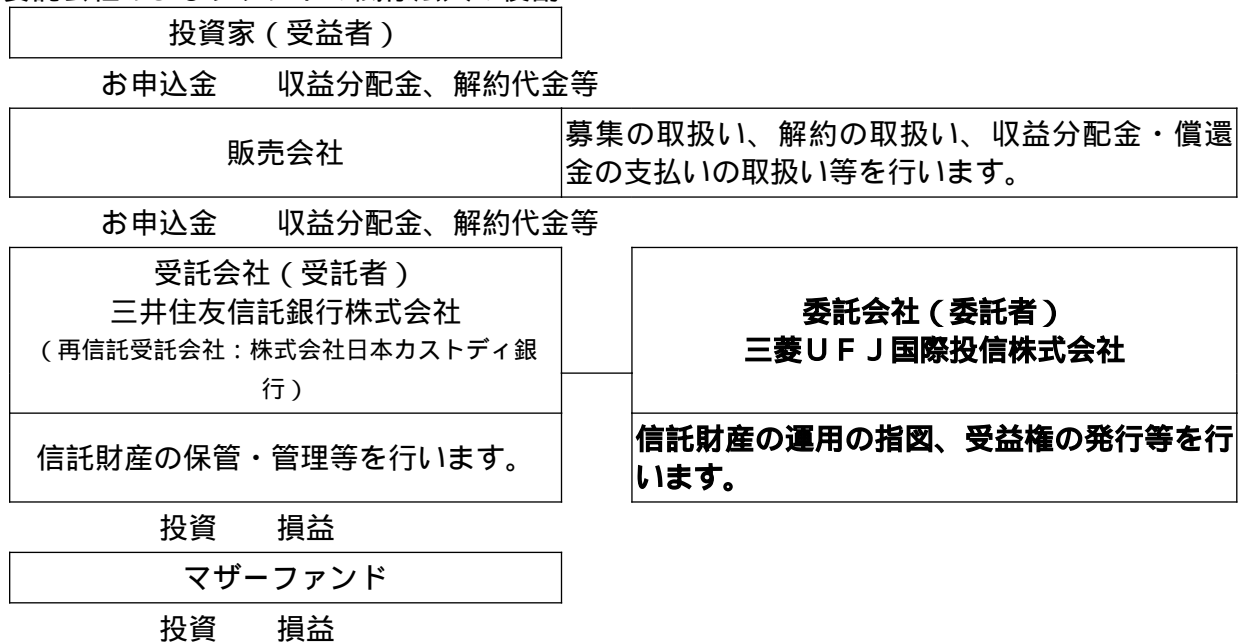 投資家（受益者）
お申込金　収益分配金、解約代金等
販売会社
募集の取扱い、解約の取扱い、収益分配金・償還
金の支払いの取扱い等を行います。
お申込金　収益分配金、解約代金等
受託会社（受託者）
三井住友信託銀行株式会社
（再信託受託会社：株式会社日本カストディ銀
行）
委託会社（委託者）
三菱ＵＦＪ国際投信株式会社
信託財産の保管・管理等を行います。
信託財産の運用の指図、受益権の発行等を行
います。
投資　損益
マザーファンド
投資　損益